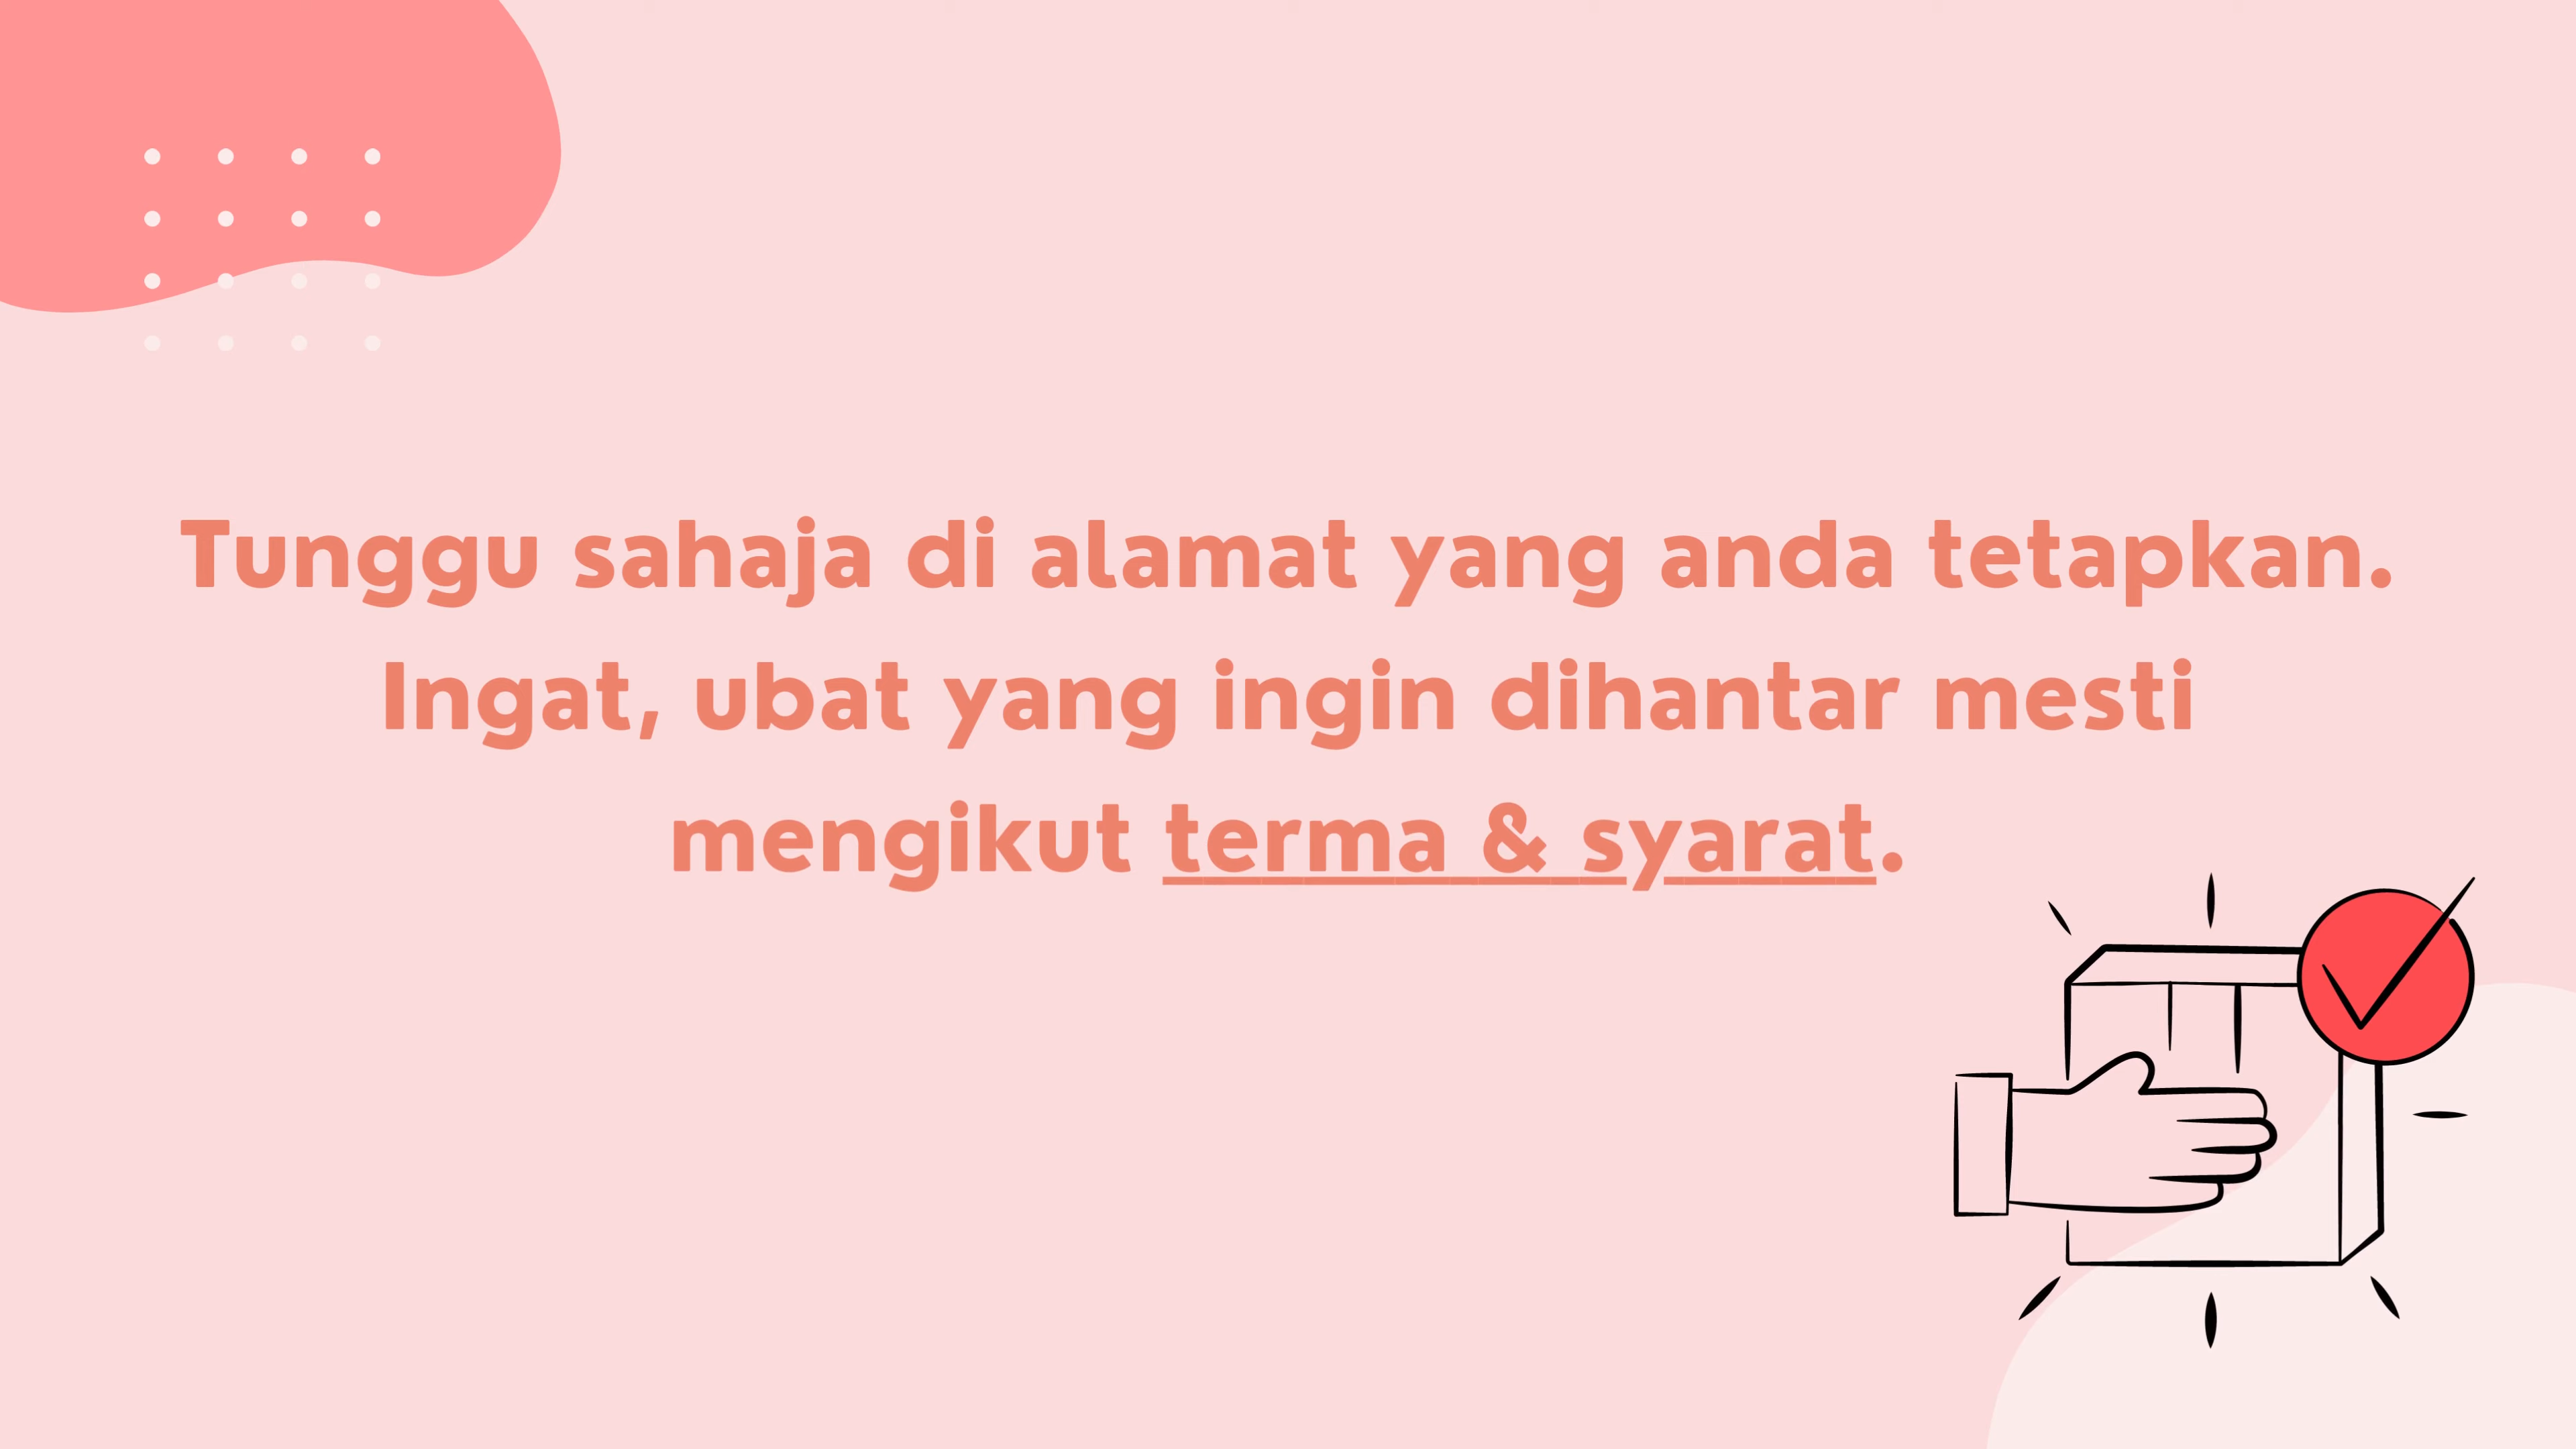 Tunggu sahaja di alamat yang anda tetapkan.
Ingat, ubat yang ingin dihantar mesti
mengikut terma & syarat.